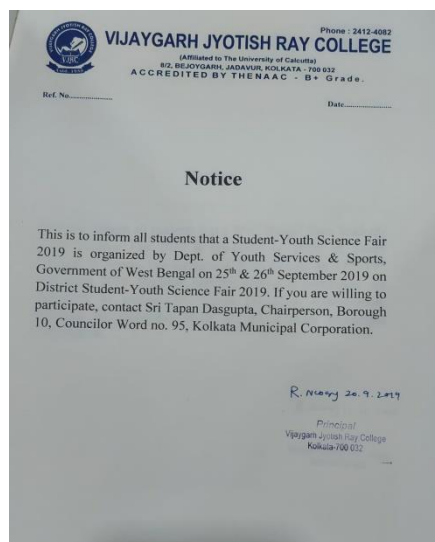 Phone : 2412-4082
VIJAYGARH JYOTISH RAY COLLEGE
(Affiliated to The University of Calcutta)
8/2, BEJOYGARH, JADAVUR, KOLKATA - 700 032
ACCREDITED BY THENAAC - B+ Grade.
Ref. No....................
Date......................
Notice
This is to inform all students that a Student-Youth Science Fair
2019 is organized by Dept. of Youth Services & Sports,
Government of West Bengal on 25th & 26th September 2019 on
District Student-Youth Science Fair 2019. If you are willing to
participate, contact Sri Tapan Dasgupta, Chairperson, Borough
10, Councilor Word no. 95, Kolkata Municipal Corporation.
R. 20.9.2019
Principal
Vijaygarh Jyotish Ray College
Kolkata-700 032